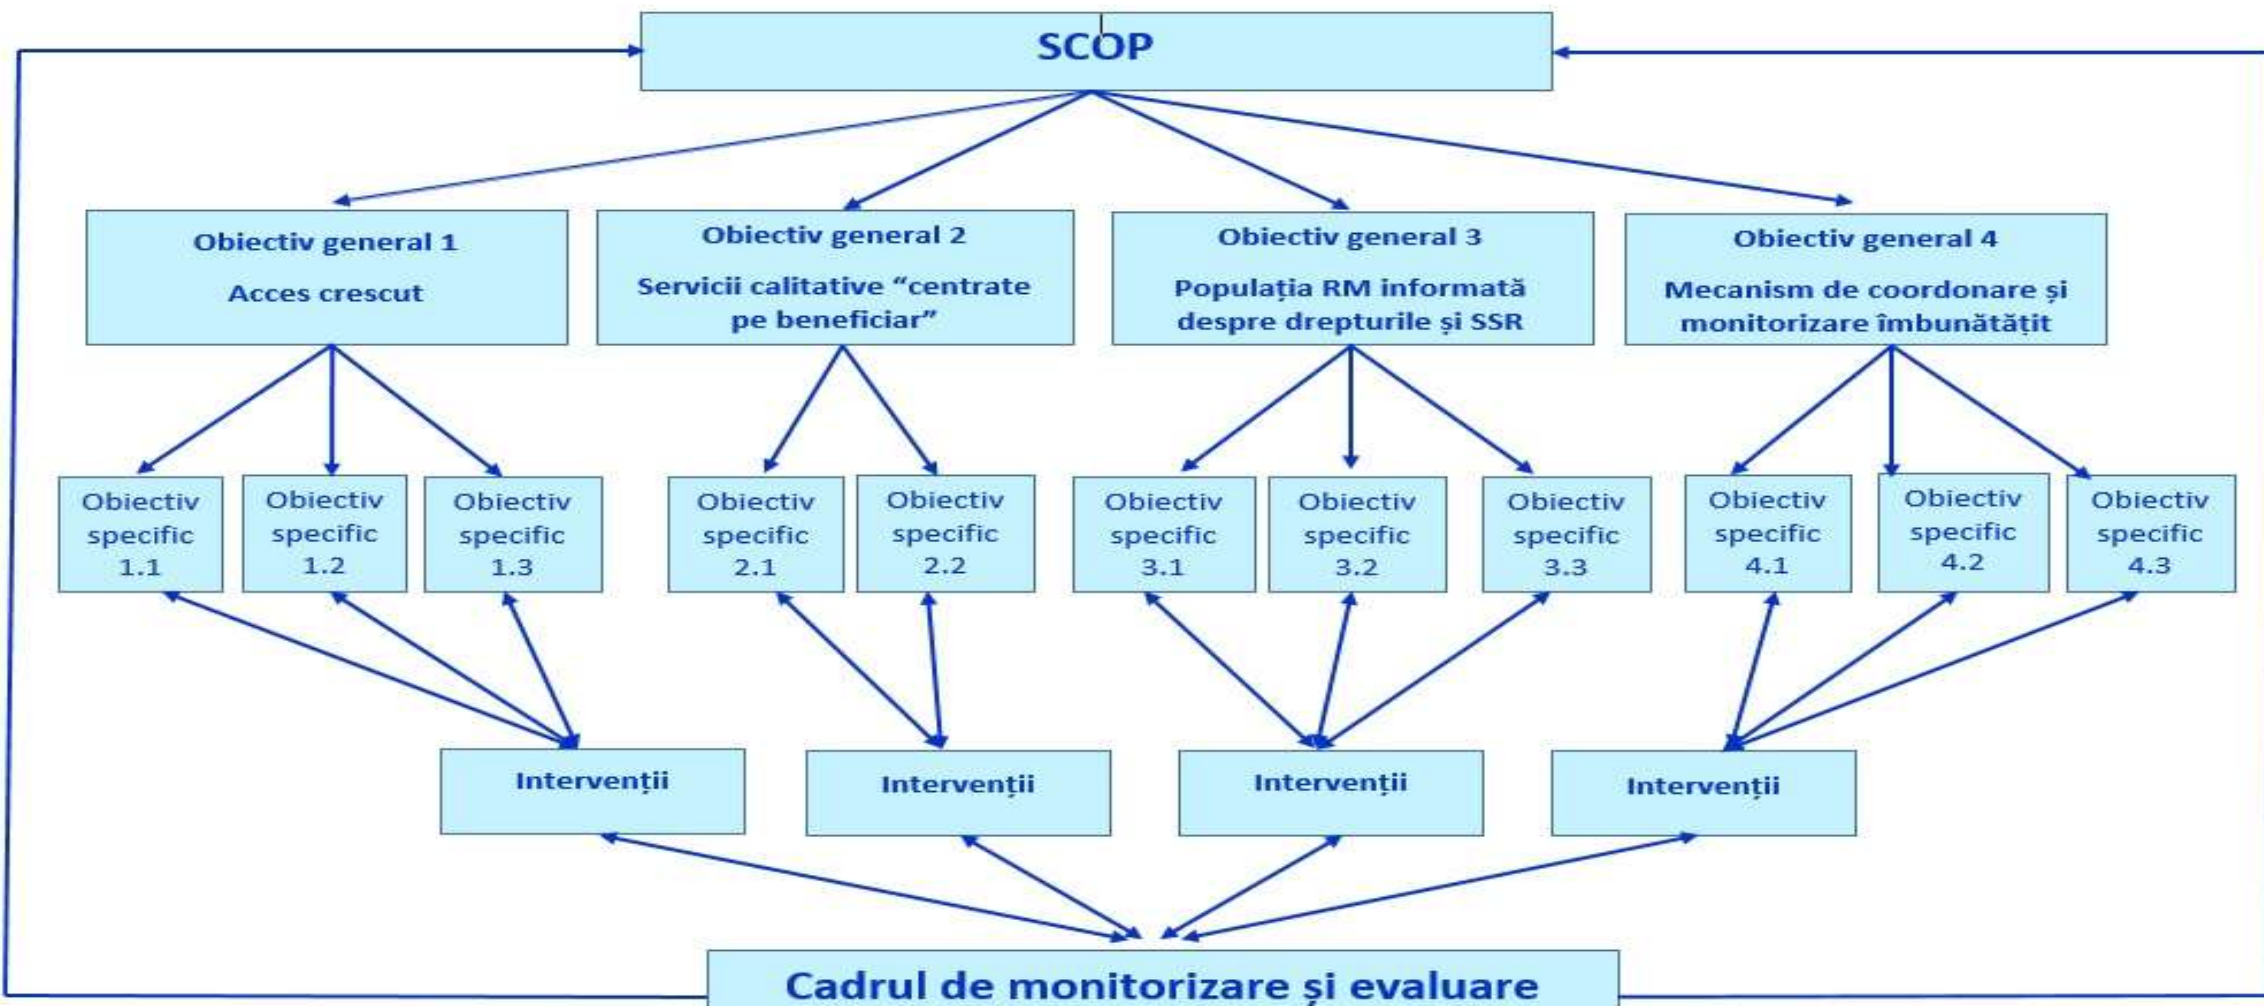 SCOP
Obiectiv general 1
Acces crescut
Obiectiv general 2
Servicii calitative “centrate
pe beneficiar”
Obiectiv general 3
Populația RM informată
despre drepturile și SSR
Obiectiv general 4
Mecanism de coordonare și
monitorizare îmbunătățit
Obiectiv
specific
1.1
Obiectiv
specific
1.2
Obiectiv
specific
1.3
Obiectiv
specific
2.1
Obiectiv
specific
2.2
Obiectiv
specific
3.1
Obiectiv
specific
3.2
Obiectiv
specific
3.3
Obiectiv
specific
4.1
Obiectiv
specific
4.2
Obiectiv
specific
4.3
Intervenții
Intervenții
Intervenții
Intervenții
Cadrul de monitorizare și evaluare